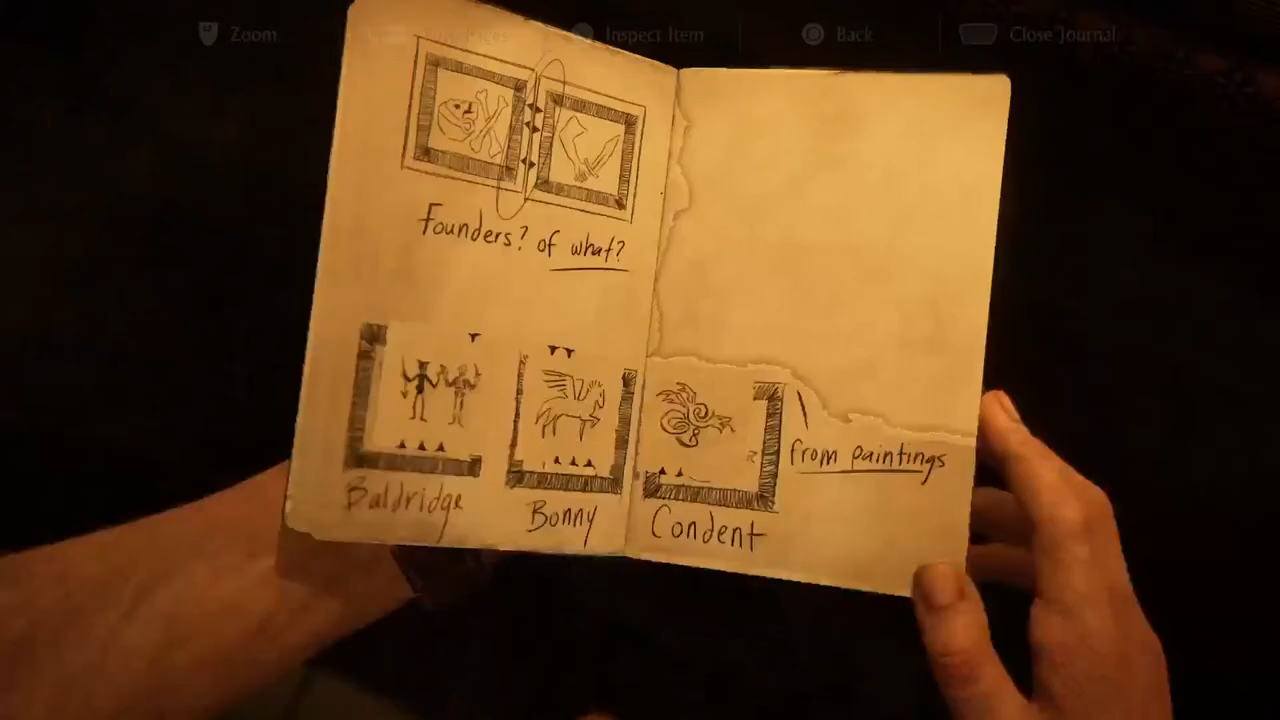 Zoom
Inspect Item
Back
Close Journal
Founders? of what?
from paintings
Baldridge
Bonny
Condent